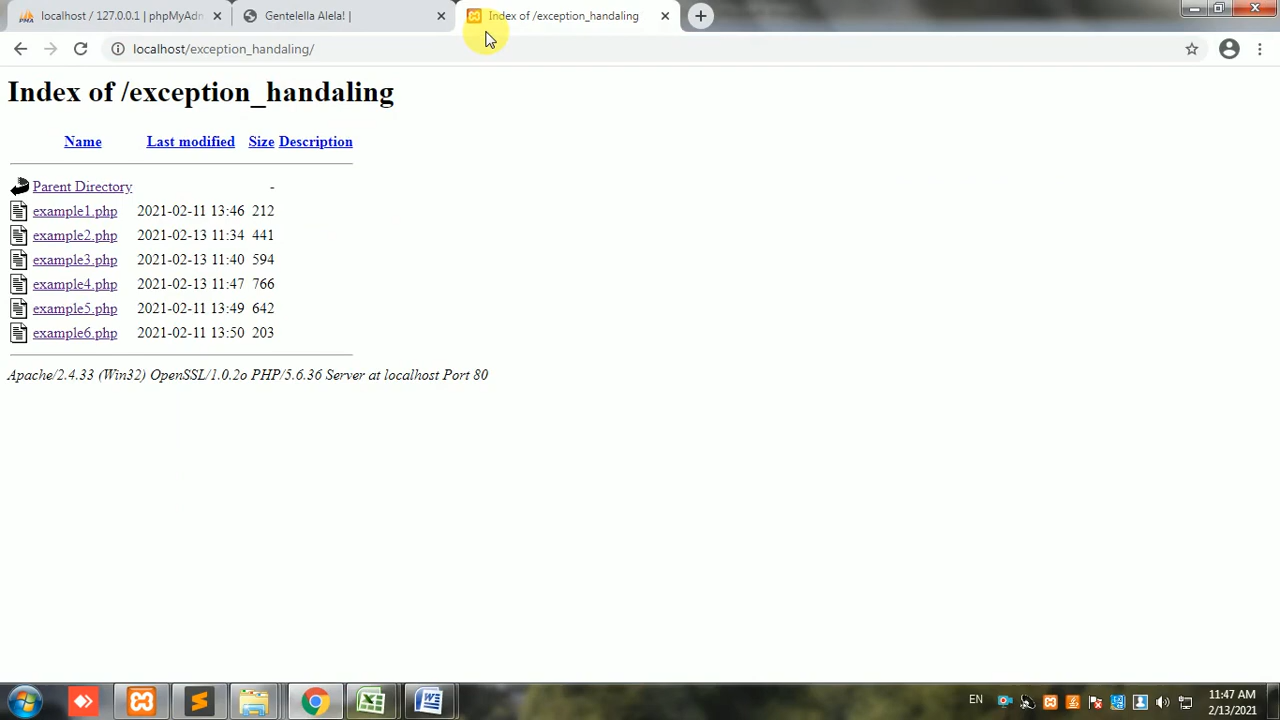 localhost / 127.0.0.1 | phpMyAdm
Gentelella Alela! |
Index of /exception_handaling
localhost/exception_handaling/
Index of /exception_handaling
Name Last modified Size Description
Parent Directory -
example1.php 2021-02-11 13:46 212
example2.php 2021-02-13 11:34 441
example3.php 2021-02-13 11:40 594
example4.php 2021-02-13 11:47 766
example5.php 2021-02-11 13:49 642
example6.php 2021-02-11 13:50 203
Apache/2.4.33 (Win32) OpenSSL/1.0.2o PHP/5.6.36 Server at localhost Port 80
EN
11:47 AM
2/13/2021